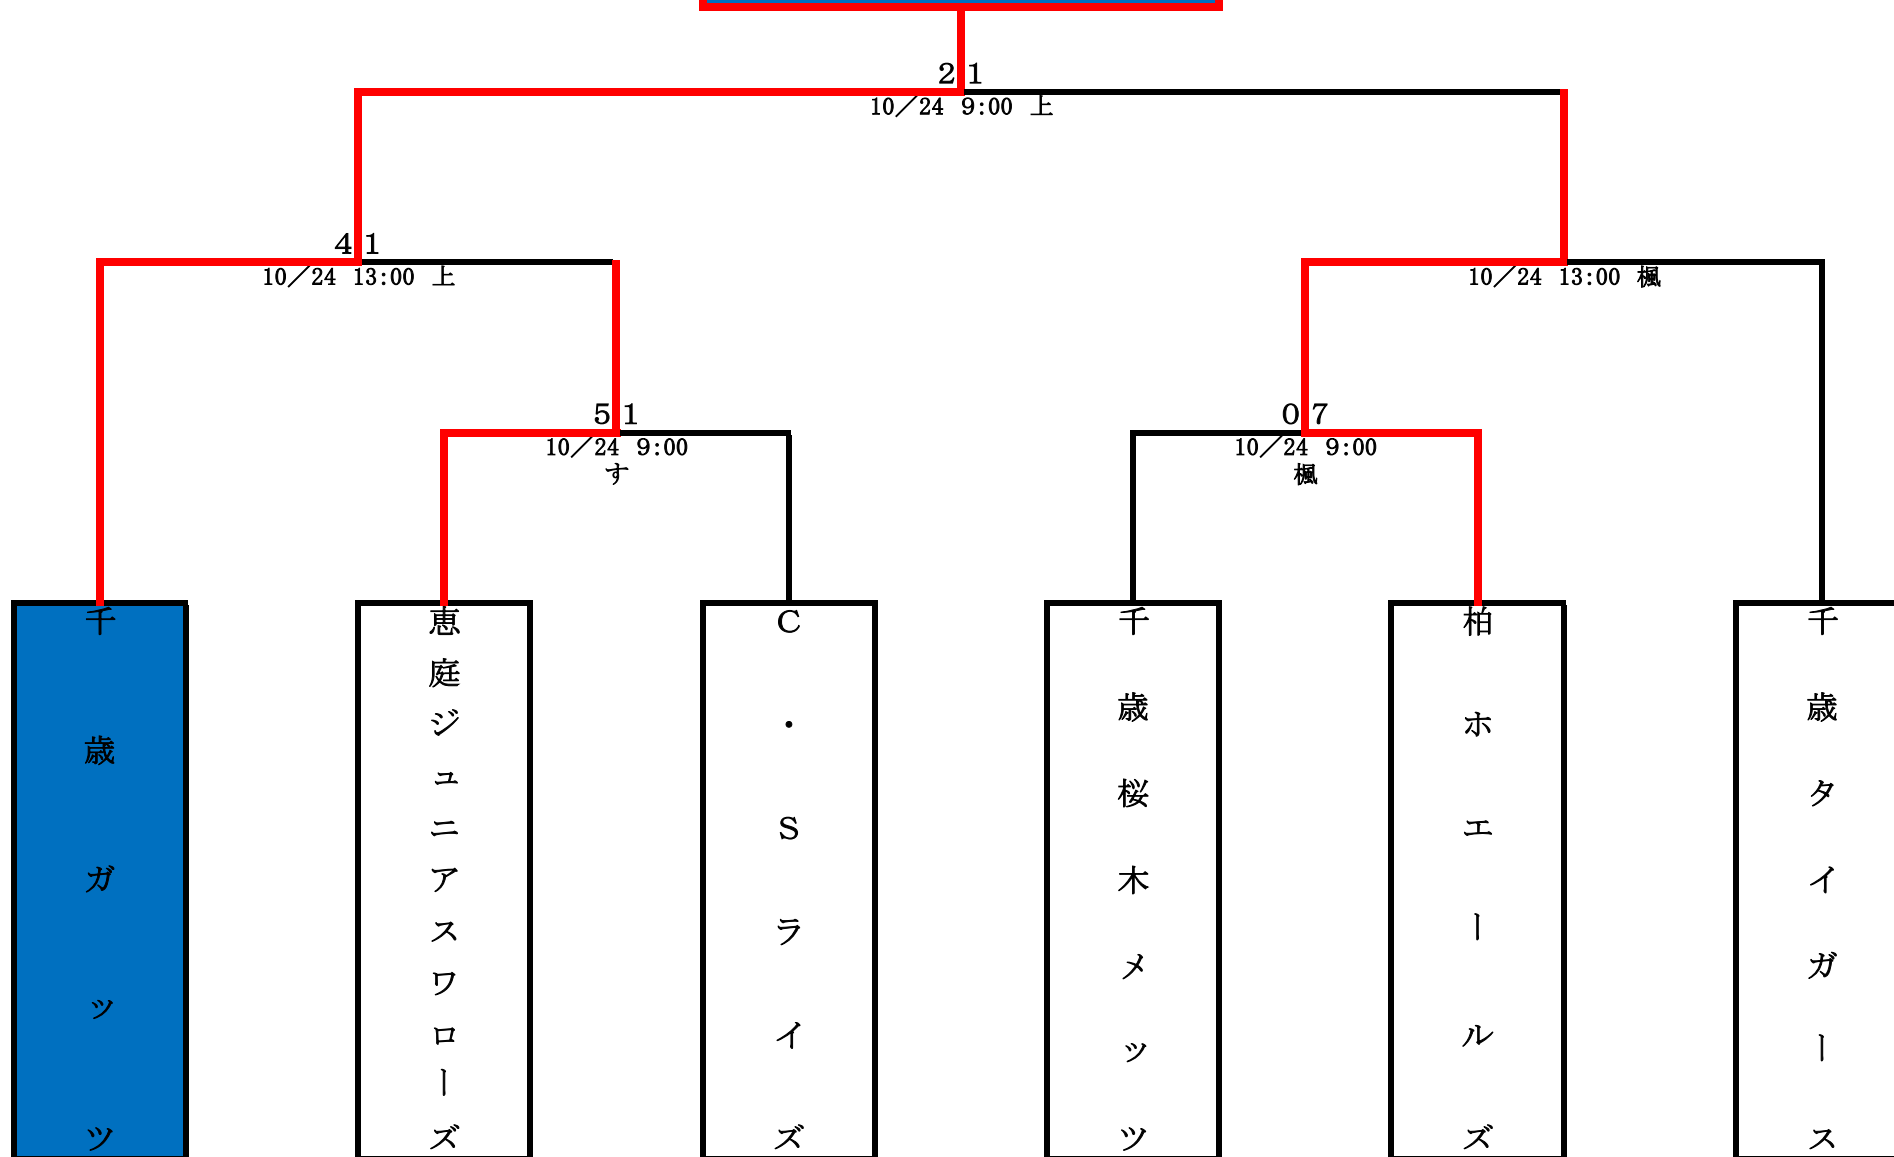 ２ １
10／24 9:00 上
４ １
10／24 13:00 上
10／24 13:00 楓
５ １
10／24 9:00
す
０ ７
10／24 9:00
楓
千歳ガッツ
恵庭ジュニアスワローズ
Ｃ・Ｓライズ
千歳桜木メッツ
柏ホエールズ
千歳タイガース